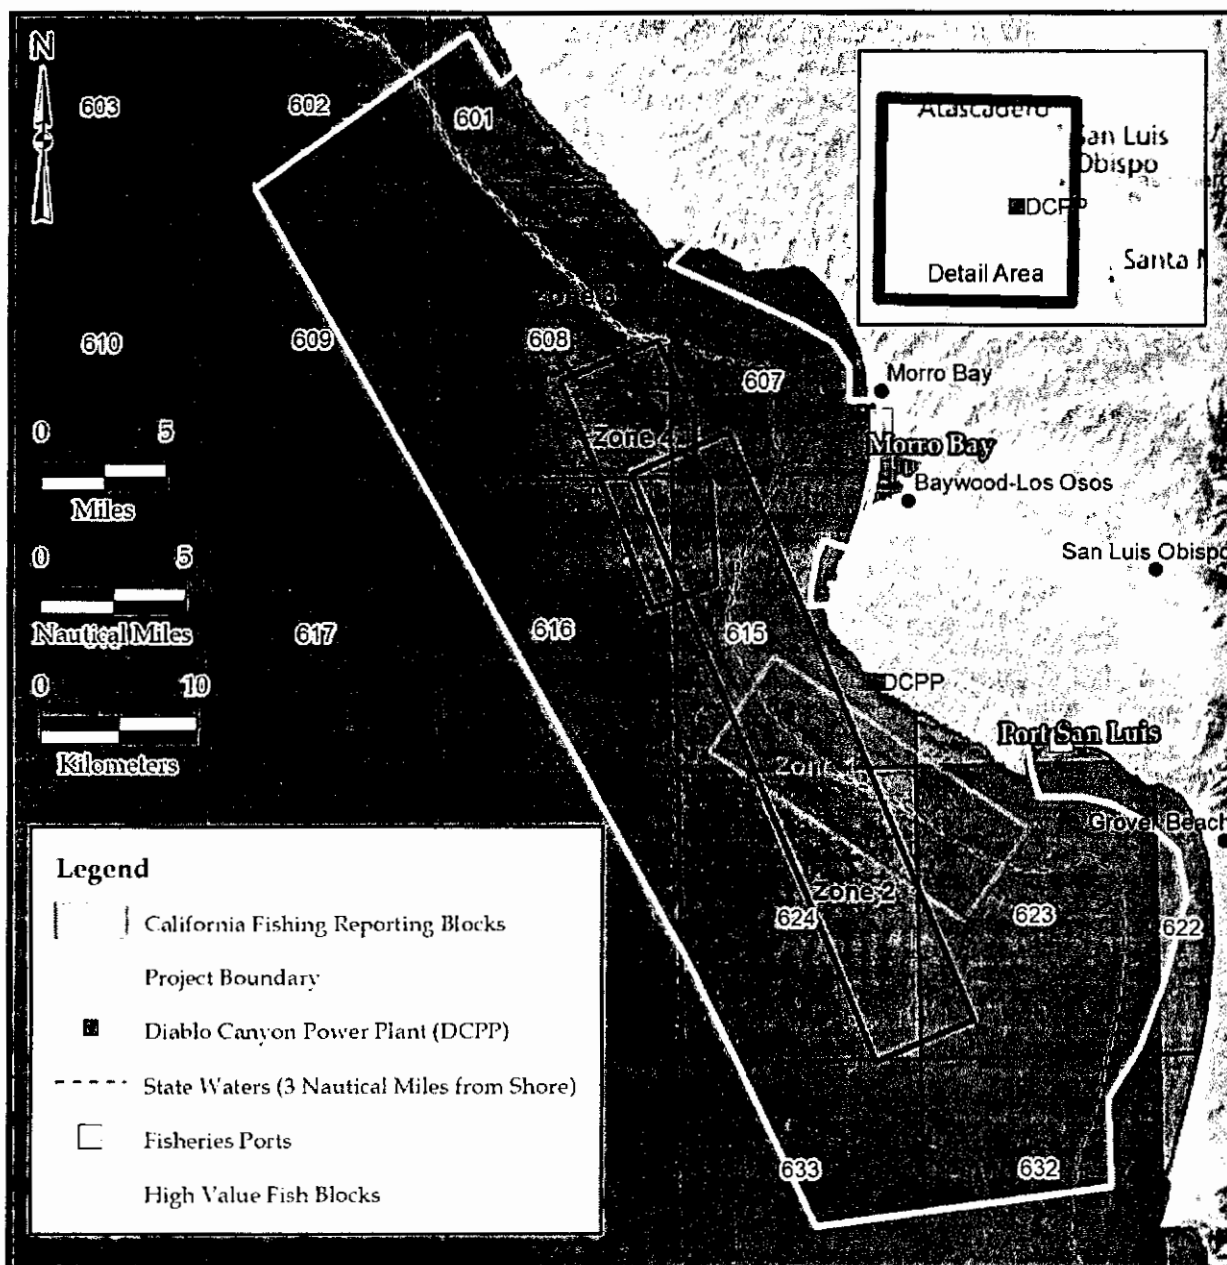 N
603
602
601
Atascadero
San Luis
Obispo
DCPP
Santa M
Detail Area
610
609
608
607
Morro Bay
Zone 4
Morro Bay
Baywood-Los Osos
San Luis Obispo
0 5
Miles
0 5
Nautical Miles
0 10
Kilometers
617
616
615
DCPP
Port San Luis
Zone
Grover Beach
Zone 2
624
623
622
633
632
Legend
California Fishing Reporting Blocks
Project Boundary
Diablo Canyon Power Plant (DCPP)
State Waters (3 Nautical Miles from Shore)
Fisheries Ports
High Value Fish Blocks